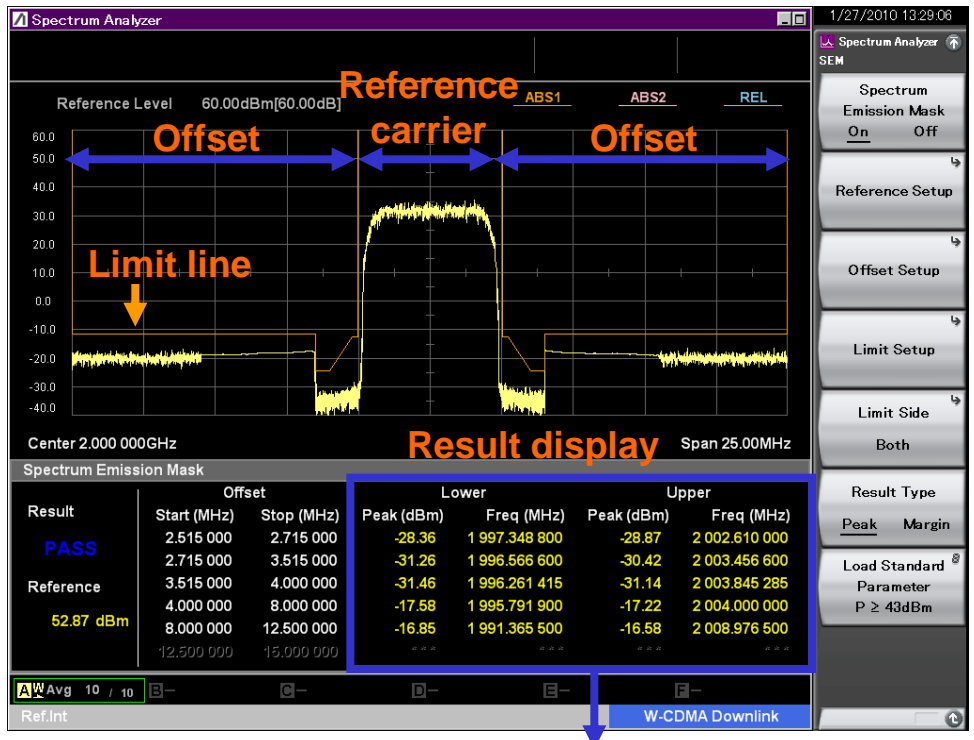 Spectrum Analyzer
1/27/2010 13:29:06
Spectrum Analyzer
SEM
Reference Level 60.00dBm[60.00dB]
ABS1 ABS2 REL
Reference
carrier
Offset
Offset
Limit line
60.0
50.0
40.0
30.0
20.0
10.0
0.0
-10.0
-20.0
-30.0
-40.0
Center 2.000 000GHz
Span 25.00MHz
Result display
Spectrum Emission Mask
Result
PASS
Reference
52.87 dBm
Offset Lower Upper
Start (MHz) Stop (MHz) Peak (dBm) Freq (MHz) Peak (dBm) Freq (MHz)
2.515 000 2.715 000 -28.36 1 997.348 800 -28.87 2 002.610 000
2.715 000 3.515 000 -31.26 1 996.566 600 -30.42 2 003.456 600
3.515 000 4.000 000 -31.46 1 996.261 415 -31.14 2 003.845 285
4.000 000 8.000 000 -17.58 1 995.791 900 -17.22 2 004.000 000
8.000 000 12.500 000 -16.85 1 991.365 500 -16.58 2 008.976 500
12.500 000 15.000 000 *** *** *** ***
A W Avg 10 / 10 B- C- D- E- F-
Ref.Int
W-CDMA Downlink
Spectrum
Emission Mask
On Off
Reference Setup
Offset Setup
Limit Setup
Limit Side
Both
Result Type
Peak Margin
Load Standard
Parameter
P ≥ 43dBm